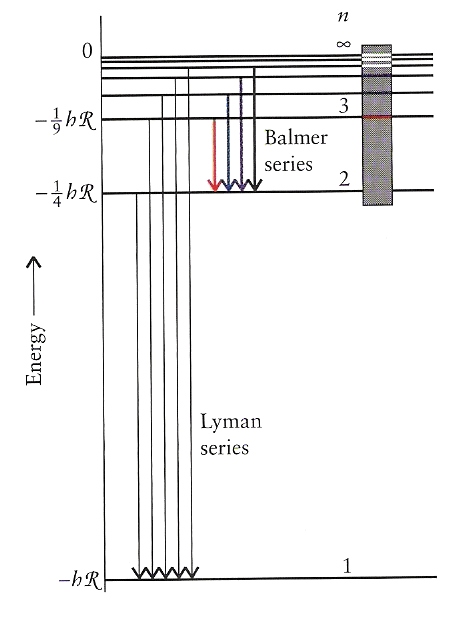 n
∞
0
3
-1/9 hℛ
Balmer
series
2
-1/4 hℛ
Energy
Lyman
series
1
-hℛ